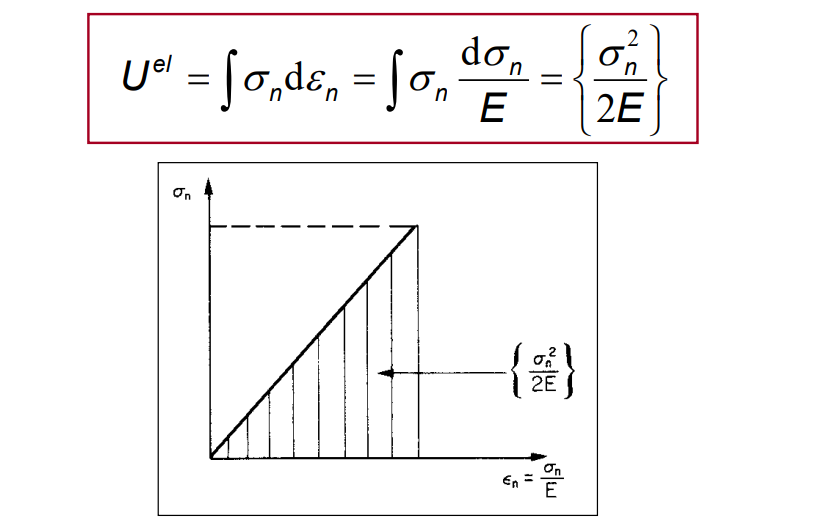 U^el = ∫ σ_n dε_n = ∫ σ_n dσ_n/E = {σ_n^2/2E}
σ_n
{σ_n^2/2E}
ϵ_n = σ_n/E